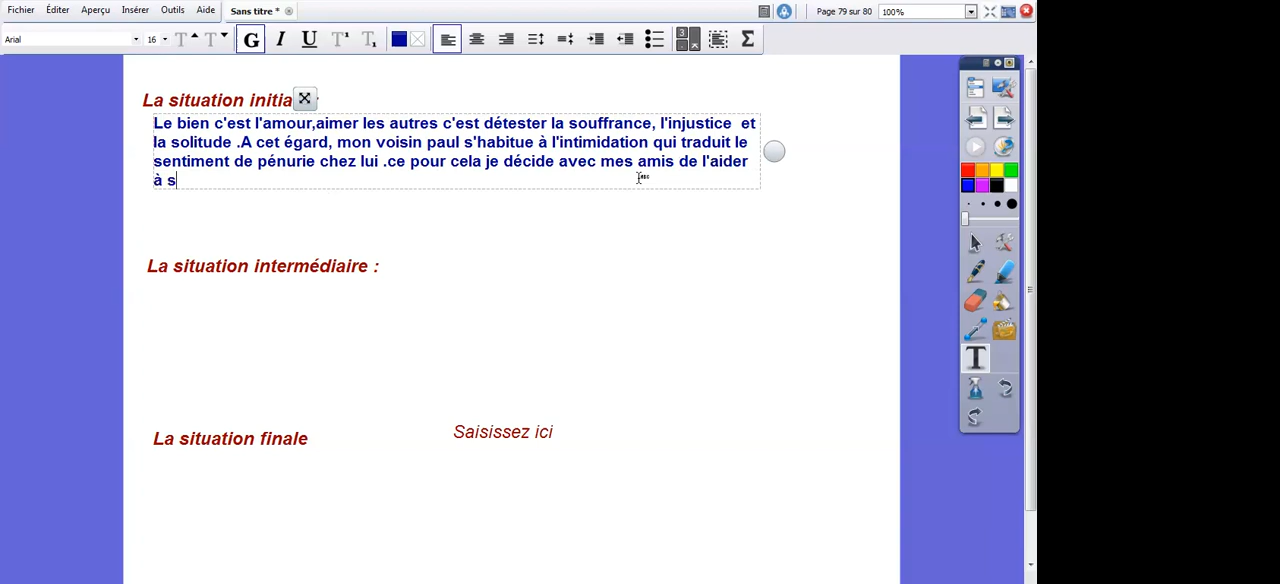 Fichier Éditer Aperçu Insérer Outils Aide Sans titre * Page 79 sur 80 100%
Arial 16 G I U T¹ T₁ 3 Σ
La situation initia
Le bien c'est l'amour,aimer les autres c'est détester la souffrance, l'injustice et
la solitude .A cet égard, mon voisin paul s'habitue à l'intimidation qui traduit le
sentiment de pénurie chez lui .ce pour cela je décide avec mes amis de l'aider
à s
La situation intermédiaire :
La situation finale
Saisissez ici
T